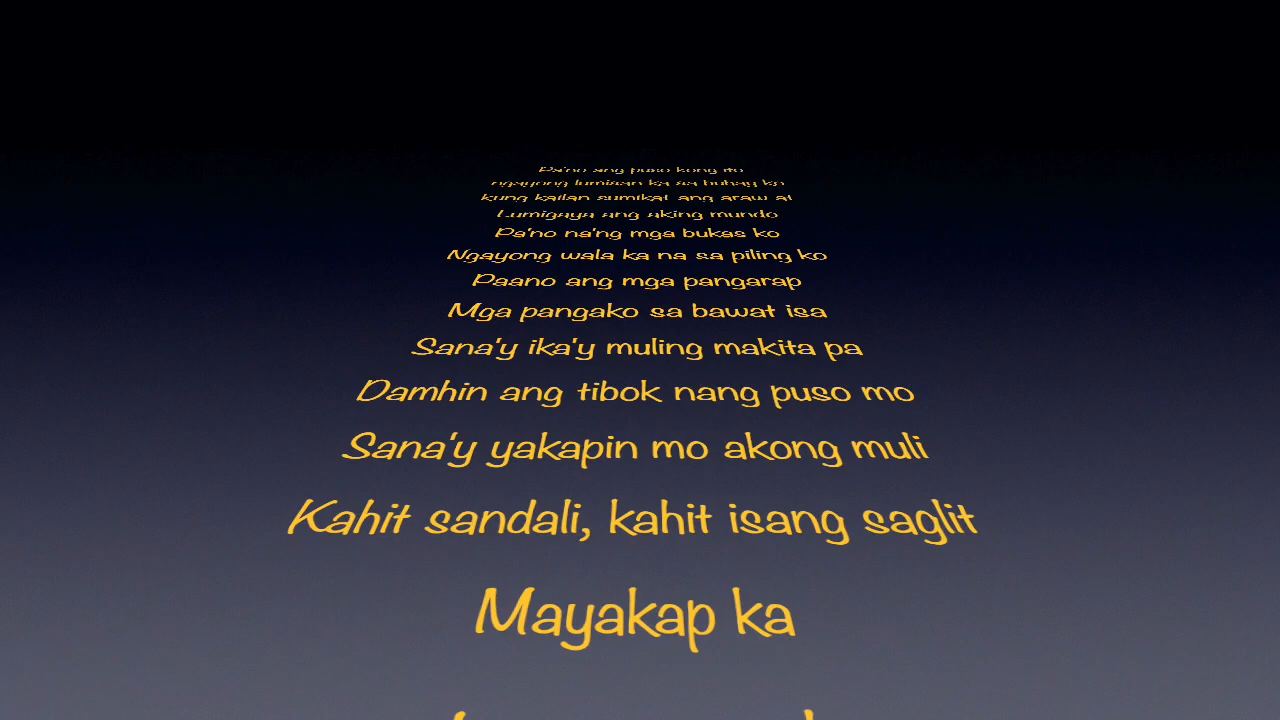 Pa'no ang puso kong ito
ngayong lumisan ka sa buhay ko
kung kailan sumikat ang araw at
Lumigaya ang aking mundo
Pa'no na'ng mga bukas ko
Ngayong wala ka na sa piling ko
Paano ang mga pangarap
Mga pangako sa bawat isa
Sana'y ika'y muling makita pa
Damhin ang tibok nang puso mo
Sana'y yakapin mo akong muli
Kahit sandali, kahit isang saglit
Mayakap ka